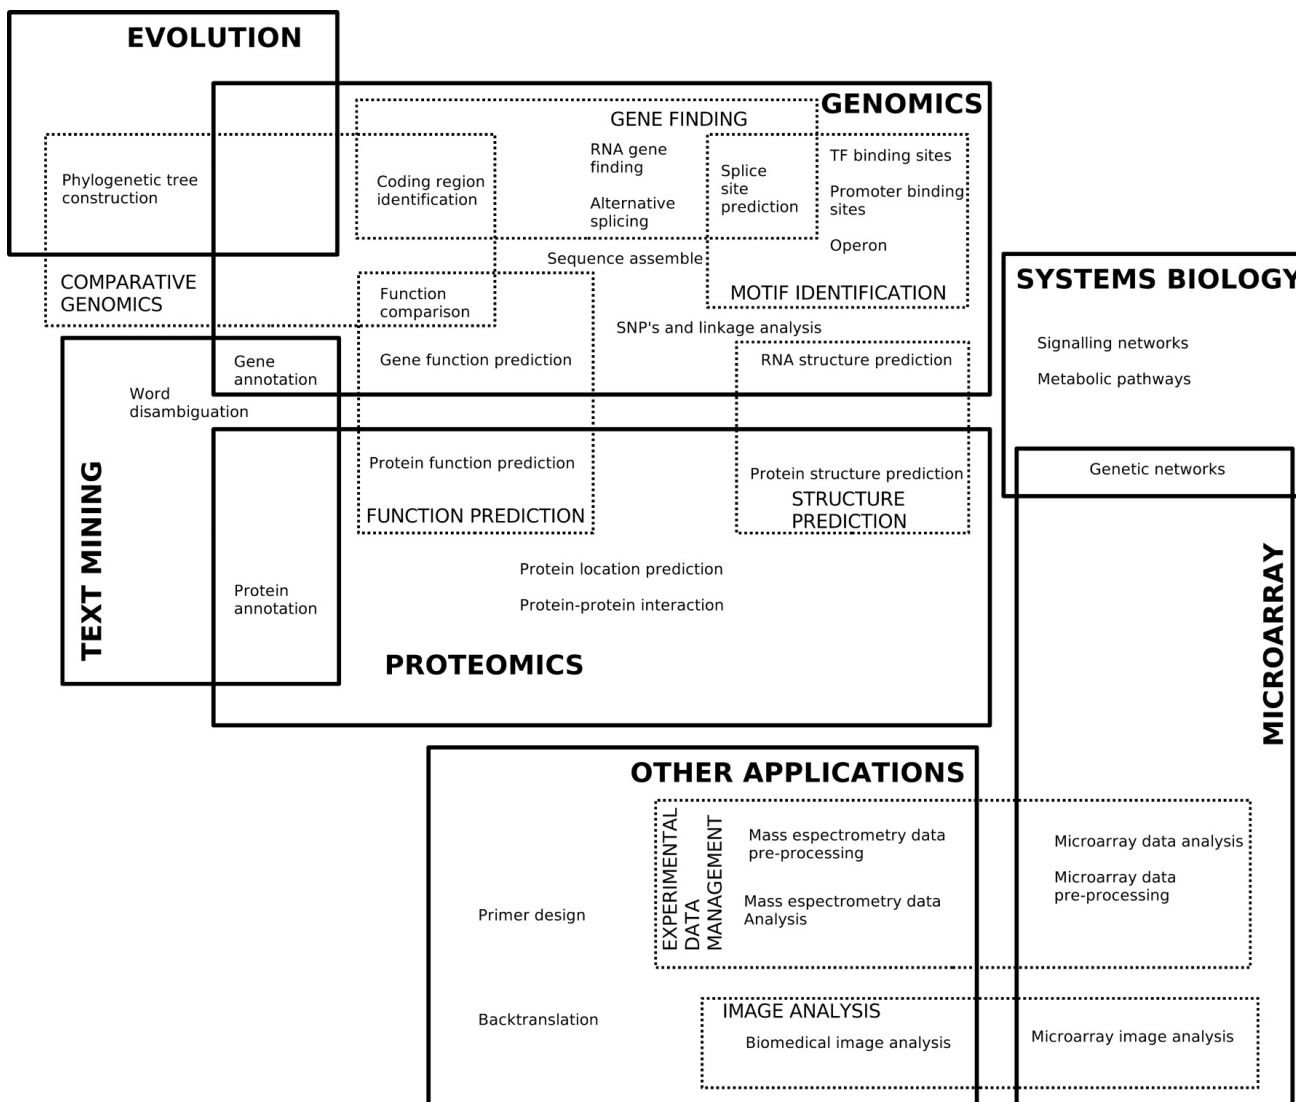 EVOLUTION
GENOMICS
GENE FINDING
RNA gene
finding
Alternative
splicing
Splice
site
prediction
TF binding sites
Promoter binding
sites
Operon
Phylogenetic tree
construction
Coding region
identification
Sequence assemble
MOTIF IDENTIFICATION
COMPARATIVE
GENOMICS
Function
comparison
SNP's and linkage analysis
Gene
annotation
Gene function prediction
RNA structure prediction
SYSTEMS BIOLOGY
Signalling networks
Metabolic pathways
Genetic networks
Word
disambiguation
TEXT MINING
Protein function prediction
FUNCTION PREDICTION
Protein structure prediction
STRUCTURE
PREDICTION
Protein
annotation
Protein location prediction
Protein-protein interaction
PROTEOMICS
MICROARRAY
OTHER APPLICATIONS
EXPERIMENTAL
DATA
MANAGEMENT
Mass espectrometry data
pre-processing
Mass espectrometry data
Analysis
Microarray data analysis
Microarray data
pre-processing
Primer design
Backtranslation
IMAGE ANALYSIS
Biomedical image analysis
Microarray image analysis